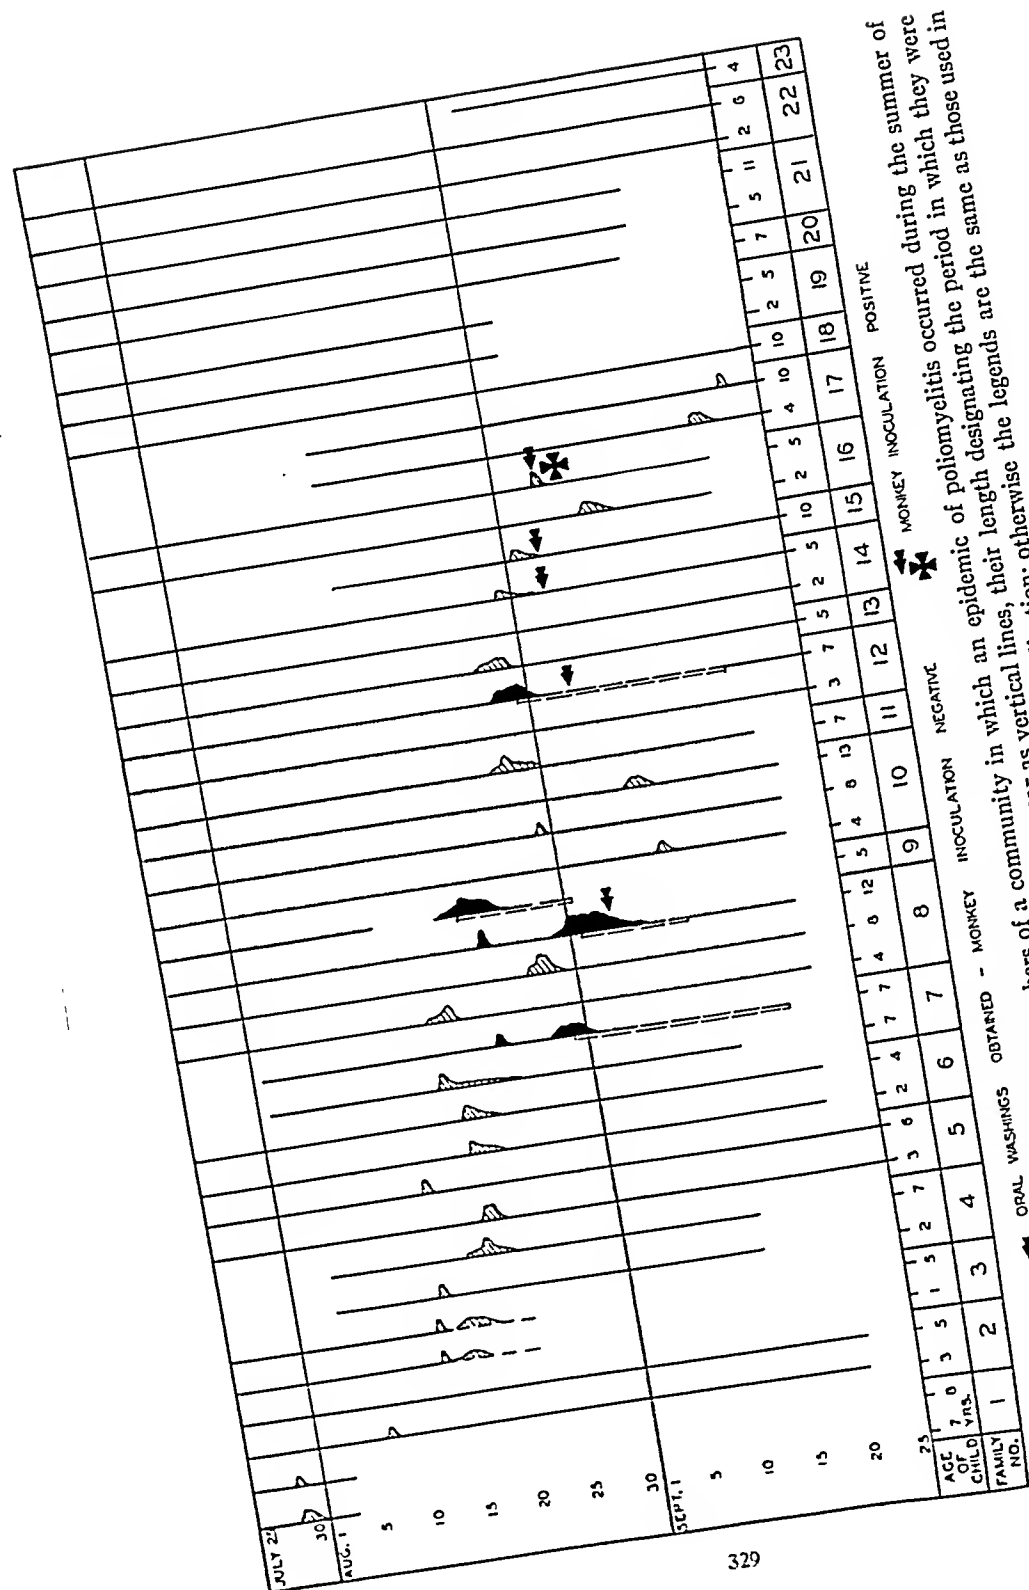 JULY 27
30
AUG. 1
5
10
15
20
25
30
SEPT. 1
5
10
15
20
25
AGE OF CHILD YRS. 7 8 3 5 1 5 2 7 3 6 2 4 7 7 4 8 12 5 4 8 13 7 3 7 5 2 5 10 2 5 4 10 10 2 5 7 5 11 2 6 4
FAMILY NO. 1 2 3 4 5 6 7 8 9 10 11 12 13 14 15 16 17 18 19 20 21 22 23
ORAL WASHINGS OBTAINED - MONKEY INOCULATION NEGATIVE
MONKEY INOCULATION POSITIVE
bers of a community in which an epidemic of poliomyelitis occurred during the summer of
as vertical lines, their length designating the period in which they were
otherwise the legends are the same as those used in
329